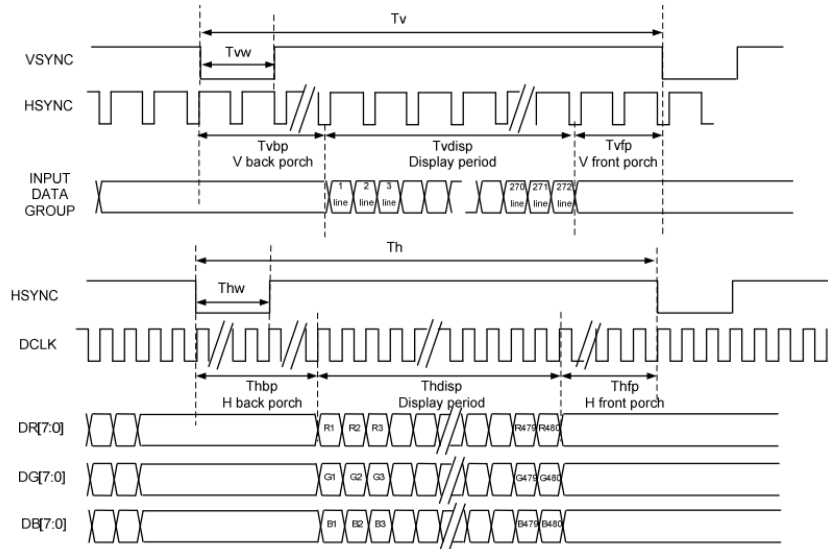 Tv
VSYNC
Tvw
HSYNC
Tvbp Tvdisp Tvfp
V back porch Display period V front porch
INPUT
DATA
GROUP
1 2 3 270 271 272
line line line line line line
Th
HSYNC
Thw
DCLK
Thbp Thdisp Thfp
H back porch Display period H front porch
DR[7:0] R1 R2 R3 R479 R480
DG[7:0] G1 G2 G3 G479 G480
DB[7:0] B1 B2 B3 B479 B480